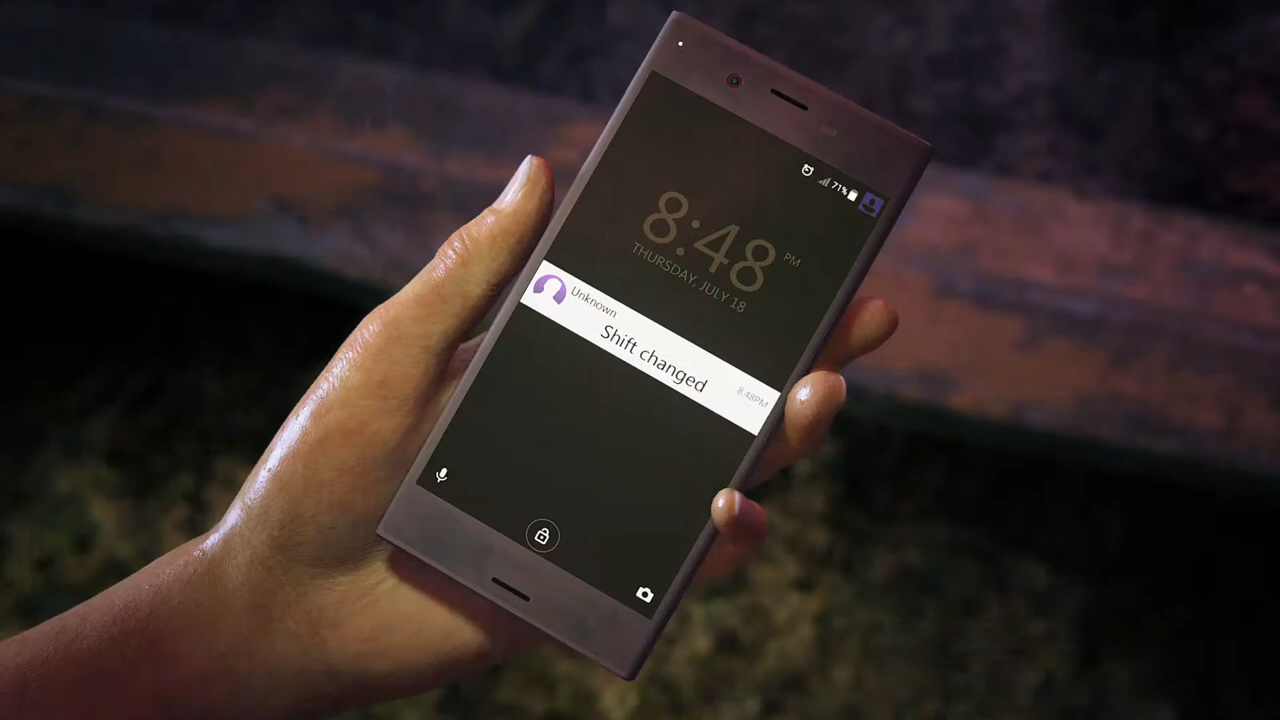 71%
8:48 PM
THURSDAY, JULY 18
Unknown
Shift changed
8:48PM